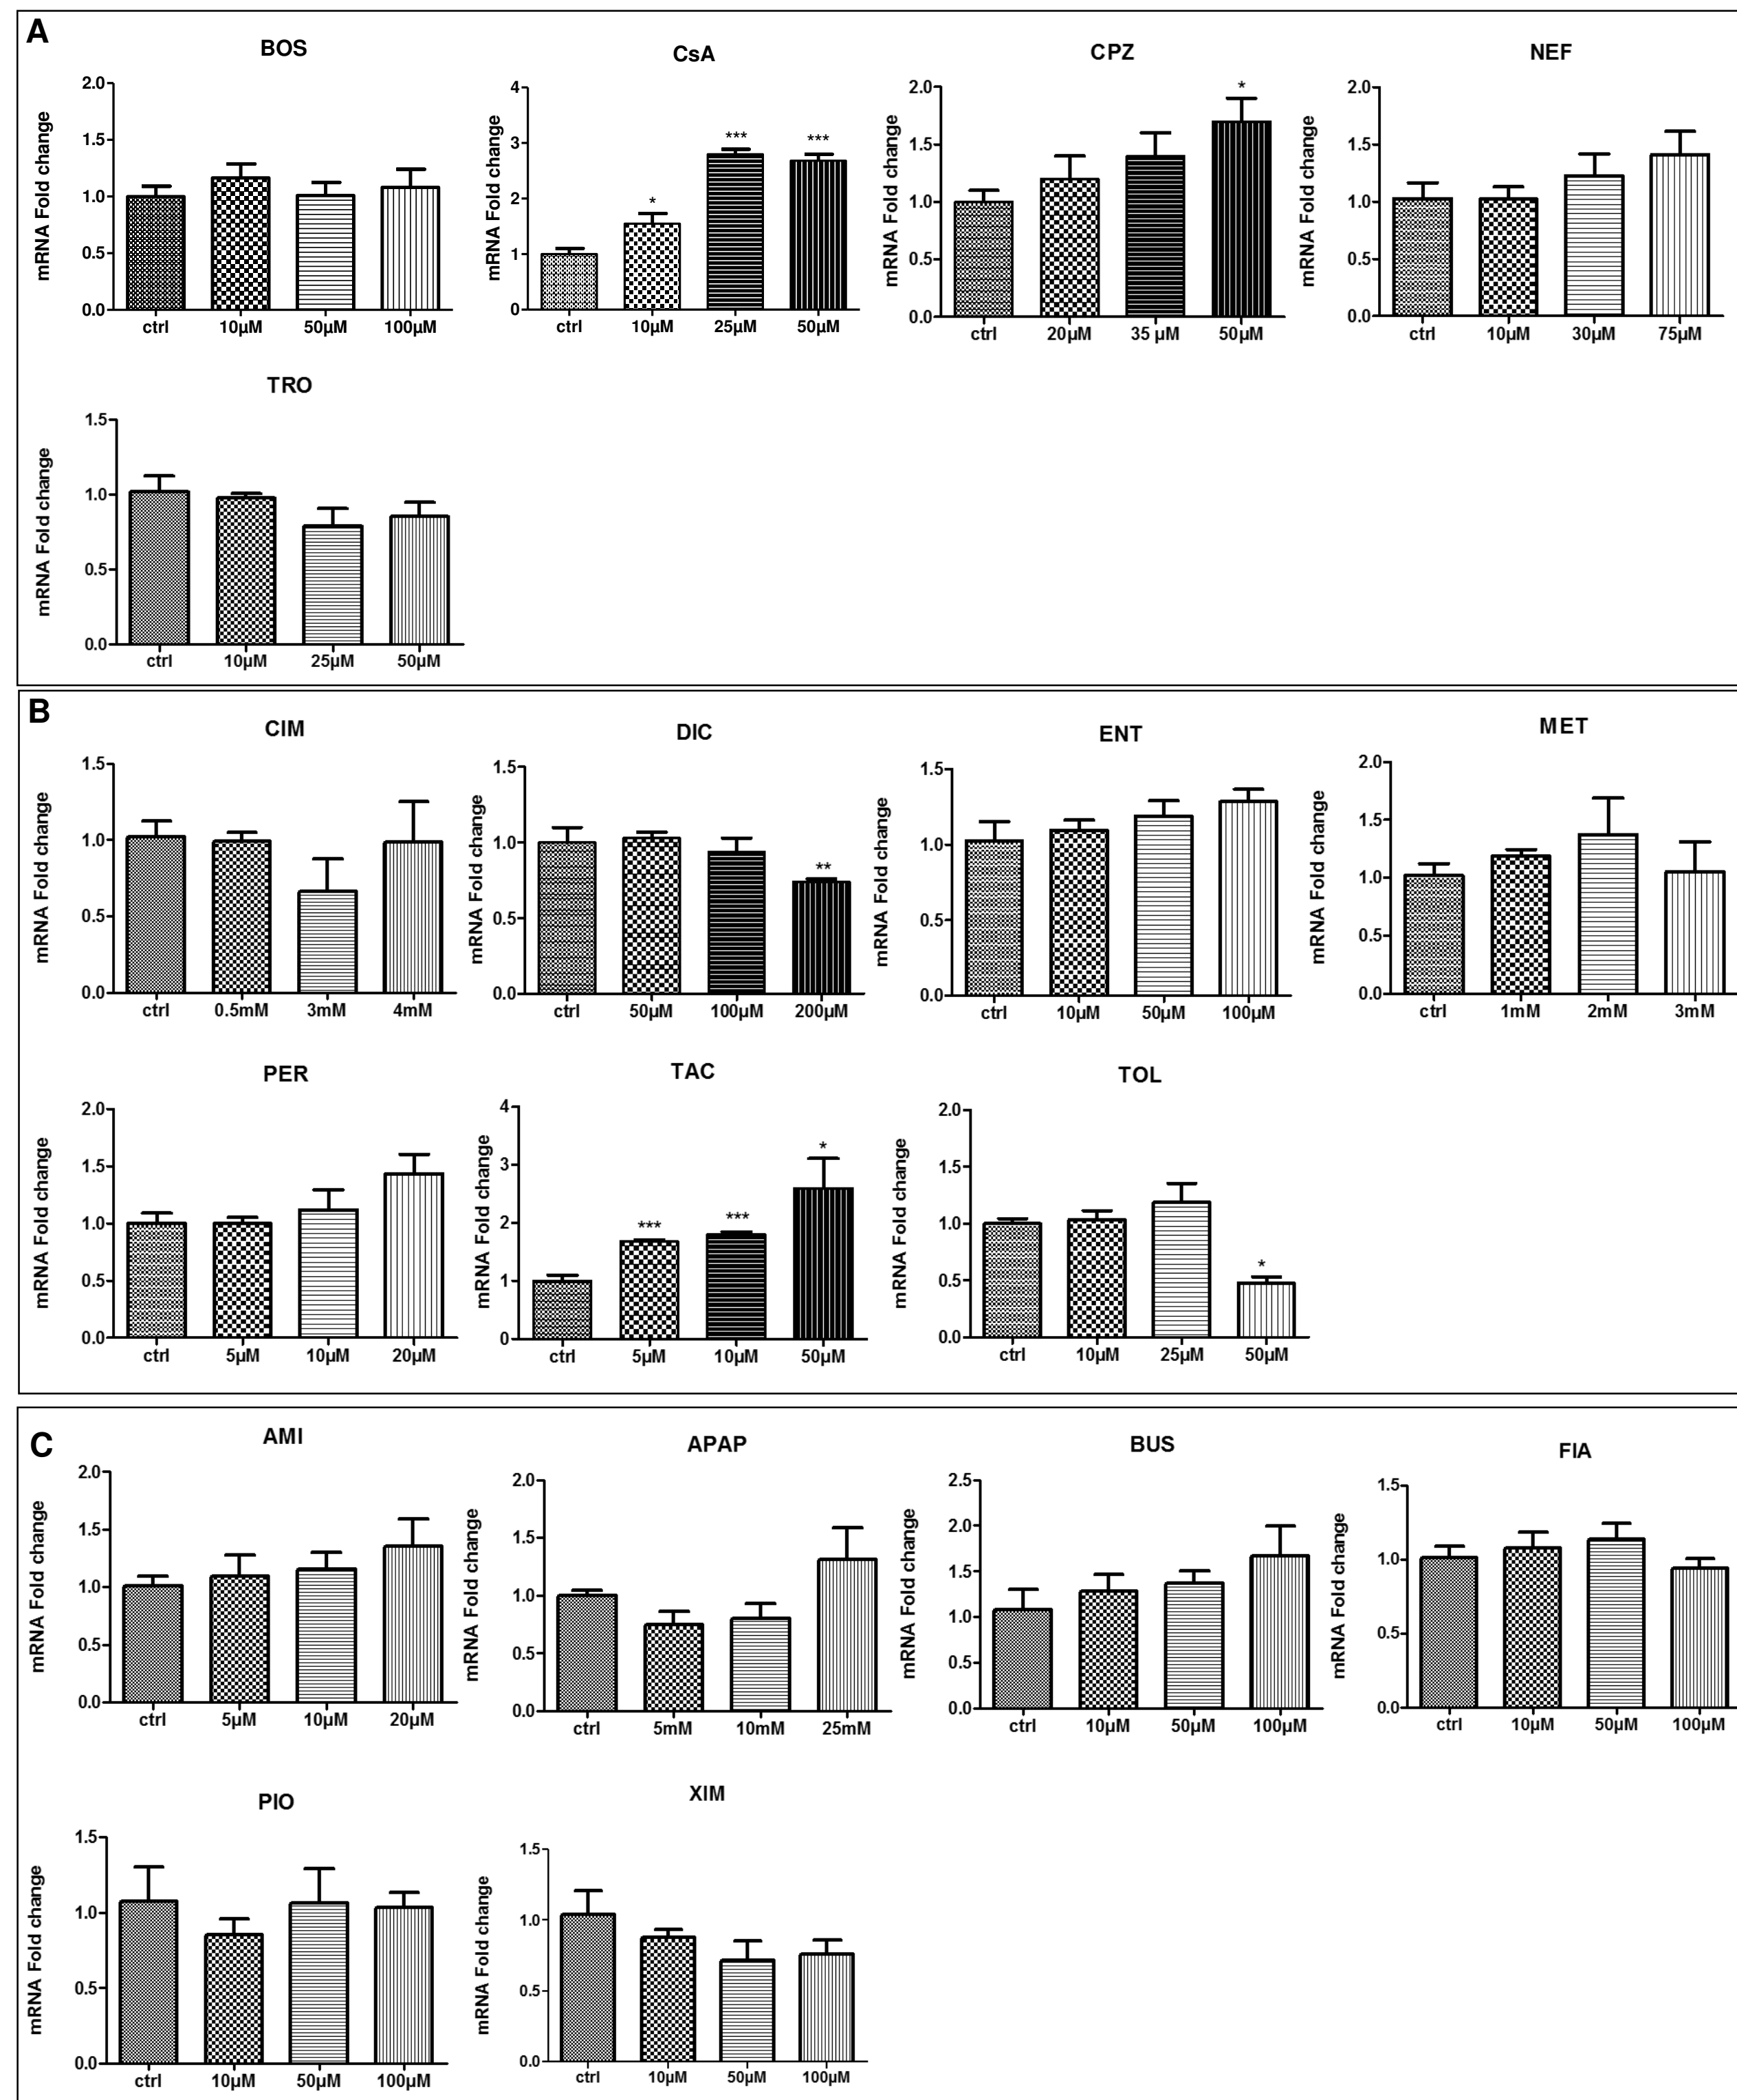 A
BOS
mRNA Fold change
2.0
1.5
1.0
0.5
0.0
ctrl 10µM 50µM 100µM
CsA
mRNA Fold change
4
3
2
1
0
* *** ***
ctrl 10µM 25µM 50µM
CPZ
mRNA Fold change
2.0
1.5
1.0
0.5
0.0
*
ctrl 20µM 35 µM 50µM
NEF
mRNA Fold change
2.0
1.5
1.0
0.5
0.0
ctrl 10µM 30µM 75µM
TRO
mRNA Fold change
1.5
1.0
0.5
0.0
ctrl 10µM 25µM 50µM
B
CIM
mRNA Fold change
1.5
1.0
0.5
0.0
ctrl 0.5mM 3mM 4mM
DIC
mRNA Fold change
1.5
1.0
0.5
0.0
**
ctrl 50µM 100µM 200µM
ENT
mRNA Fold change
1.5
1.0
0.5
0.0
ctrl 10µM 50µM 100µM
MET
mRNA Fold change
2.0
1.5
1.0
0.5
0.0
ctrl 1mM 2mM 3mM
PER
mRNA Fold change
2.0
1.5
1.0
0.5
0.0
ctrl 5µM 10µM 20µM
TAC
mRNA Fold change
4
3
2
1
0
*** *** *
ctrl 5µM 10µM 50µM
TOL
mRNA Fold change
2.0
1.5
1.0
0.5
0.0
*
ctrl 10µM 25µM 50µM
C
AMI
mRNA Fold change
2.0
1.5
1.0
0.5
0.0
ctrl 5µM 10µM 20µM
APAP
mRNA Fold change
2.0
1.5
1.0
0.5
0.0
ctrl 5mM 10mM 25mM
BUS
mRNA Fold change
2.5
2.0
1.5
1.0
0.5
0.0
ctrl 10µM 50µM 100µM
FIA
mRNA Fold change
1.5
1.0
0.5
0.0
ctrl 10µM 50µM 100µM
PIO
mRNA Fold change
1.5
1.0
0.5
0.0
ctrl 10µM 50µM 100µM
XIM
mRNA Fold change
1.5
1.0
0.5
0.0
ctrl 10µM 50µM 100µM